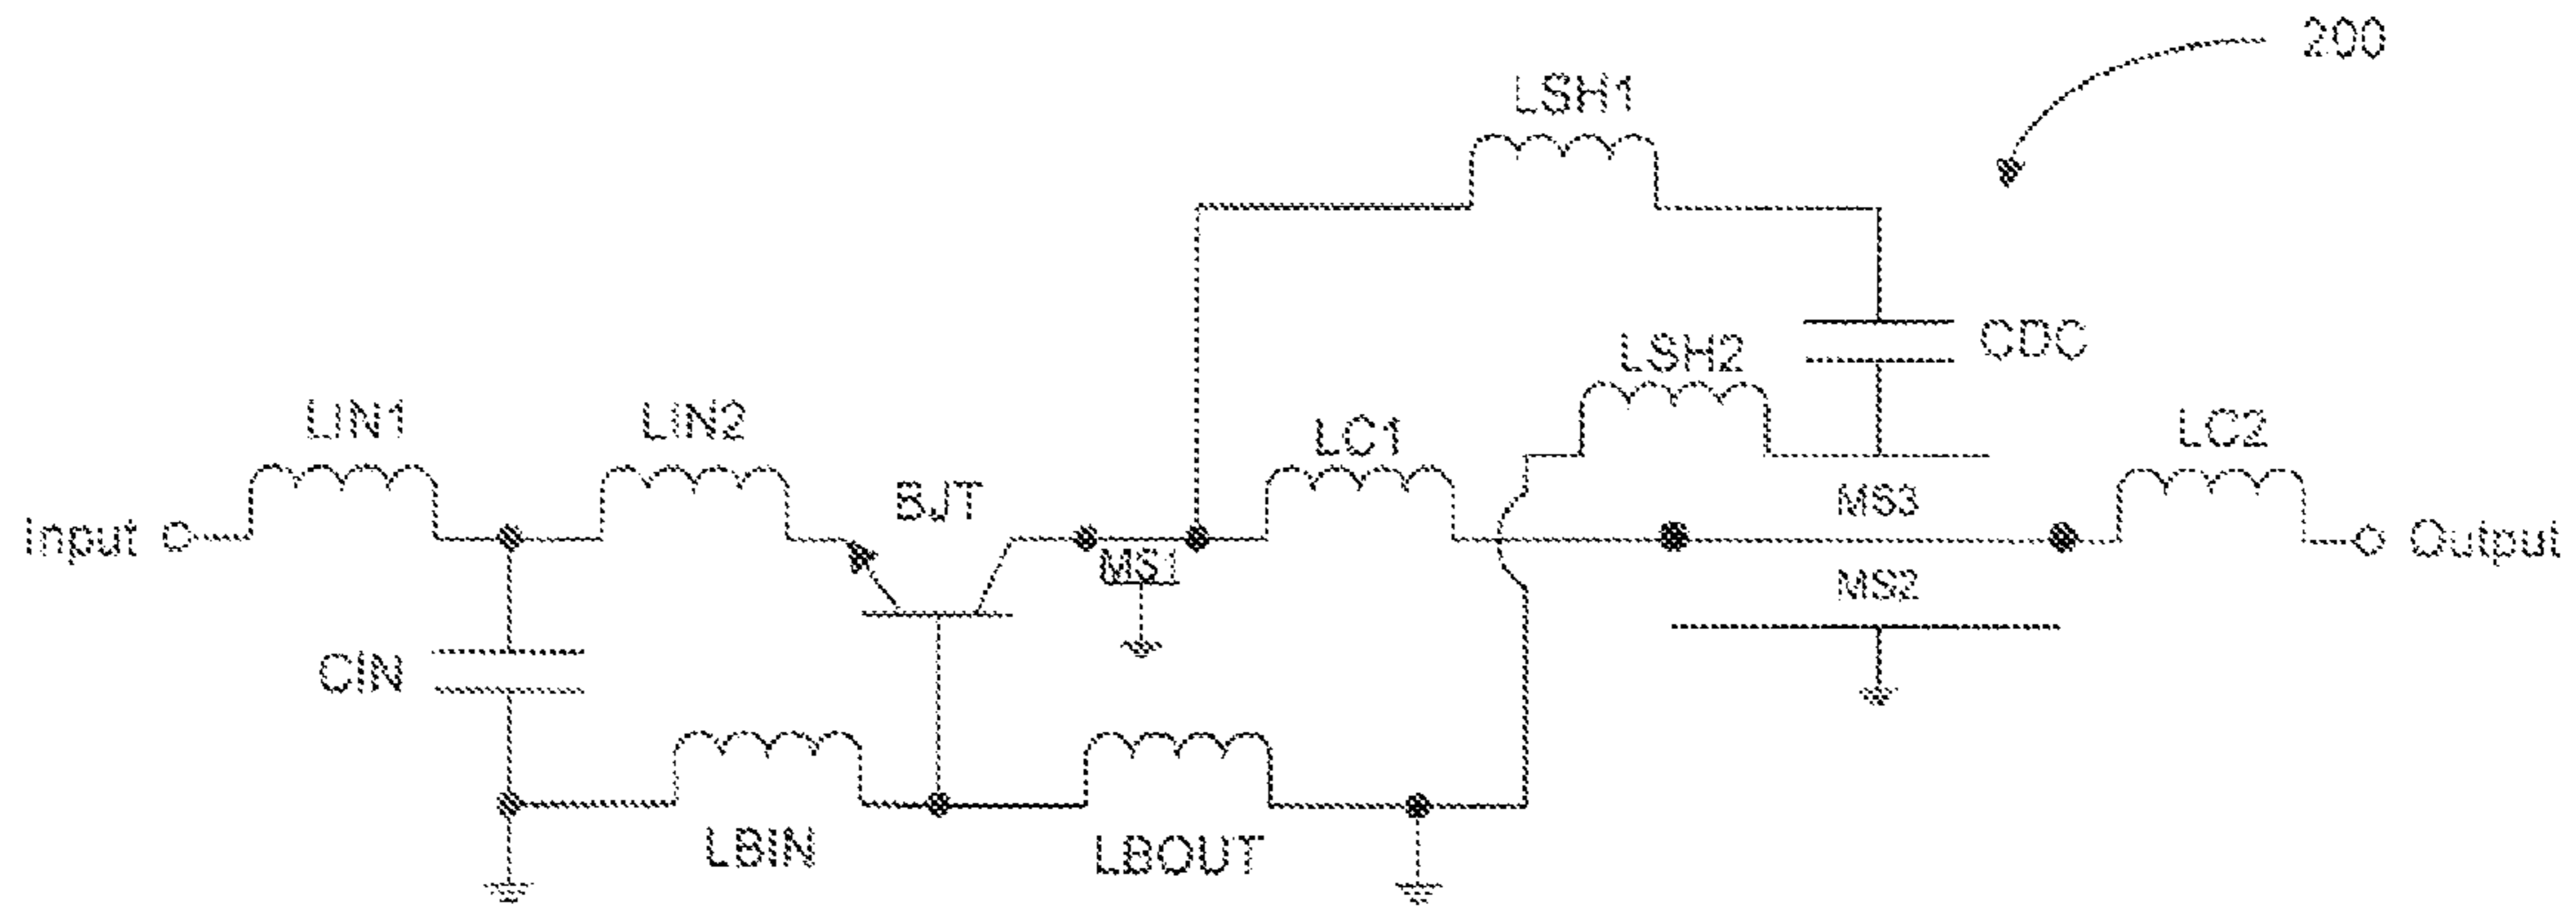 200
LSH1
LSH2
CDC
LIN1
LIN2
BJT
LC1
MS3
LC2
Input
MS1
Output
MS2
CIN
LBIN
LBOUT